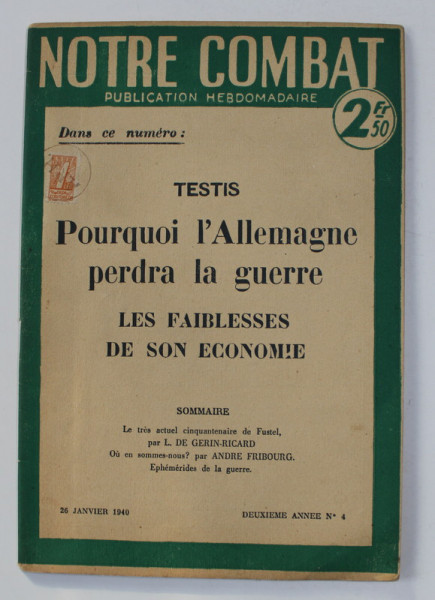 NOTRE COMBAT
PUBLICATION HEBDOMADAIRE
2 Fr 50
Dans ce numéro :
TESTIS
Pourquoi l'Allemagne
perdra la guerre
LES FAIBLESSES
DE SON ECONOMIE
SOMMAIRE
Le très actuel cinquantenaire de Fustel,
par L. DE GERIN-RICARD
Où en sommes-nous? par ANDRE FRIBOURG.
Ephémérides de la guerre.
26 JANVIER 1940
DEUXIEME ANNEE N° 4